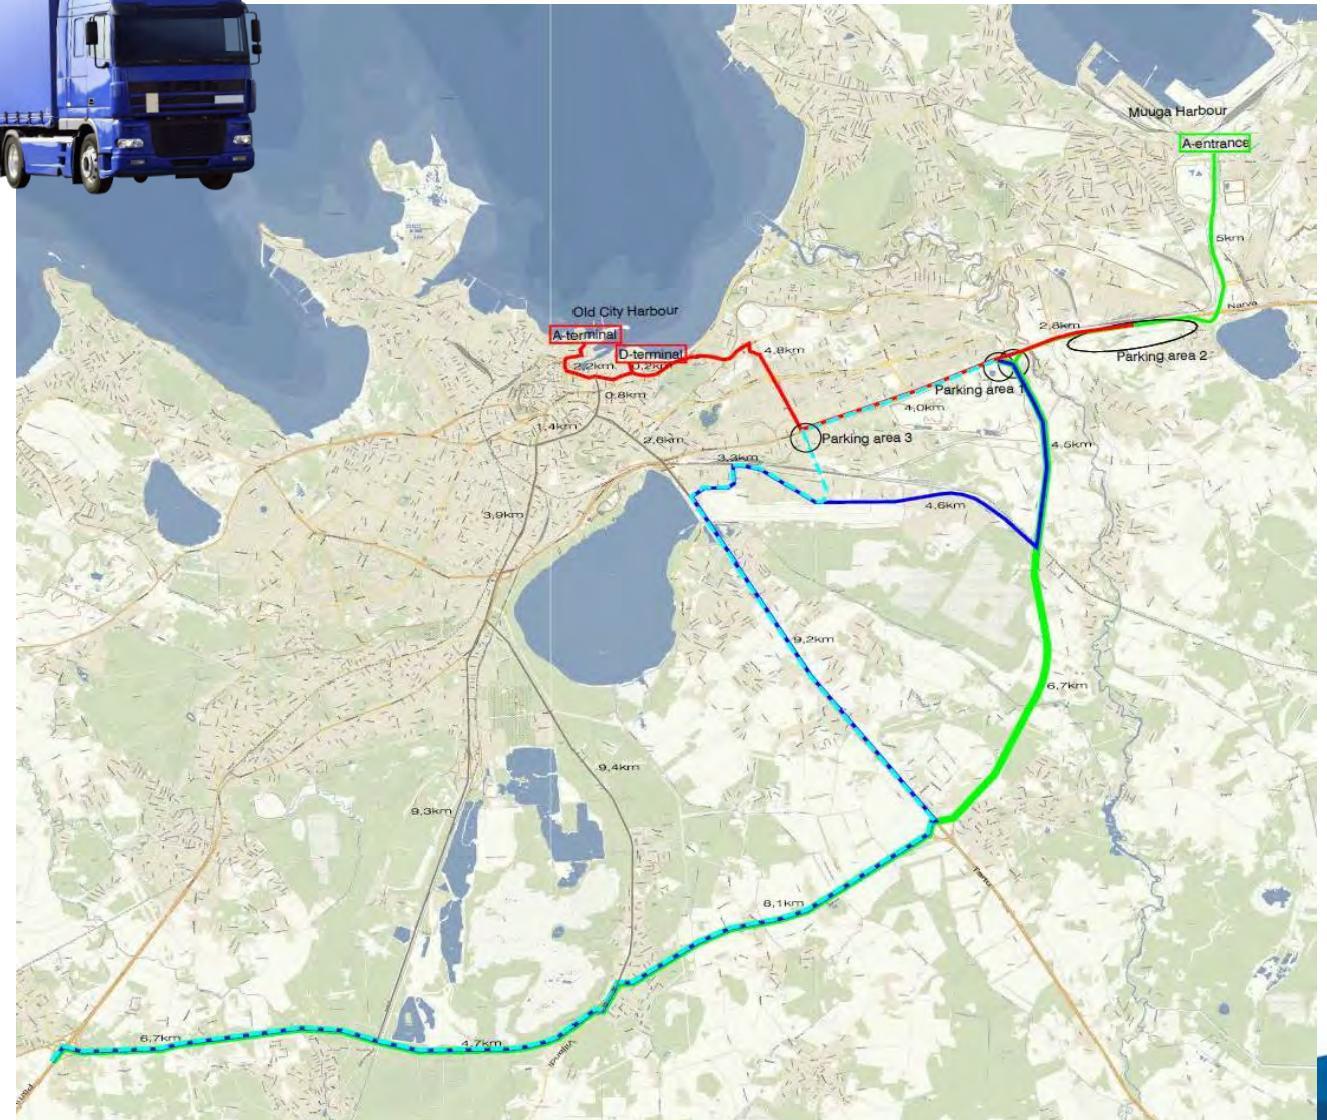 Muuga Harbour
A-entrance
5km
Narva
Old City Harbour
A-terminal
D-terminal
2,8km
Parking area 2
4,8km
2,2km
0,2km
Parking area 1
0,8km
4,0km
1,4km
2,6km
Parking area 3
4,5km
3,3km
4,6km
3,9km
9,2km
6,7km
9,4km
9,3km
Tartu
8,1km
6,7km
4,7km
Viljandi